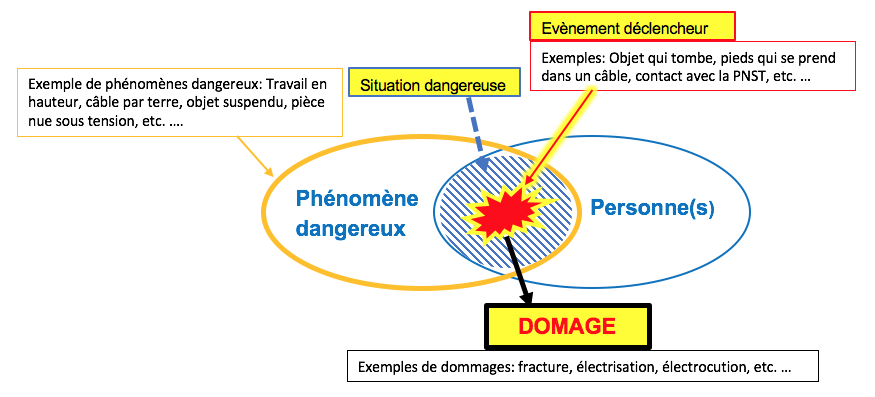 Evènement déclencheur
Exemples: Objet qui tombe, pieds qui se prend
dans un câble, contact avec la PNST, etc. ...
Exemple de phénomènes dangereux: Travail en
hauteur, câble par terre, objet suspendu, pièce
nue sous tension, etc. ....
Situation dangereuse
Phénomène
dangereux
Personne(s)
DOMAGE
Exemples de dommages: fracture, électrisation, électrocution, etc. ...